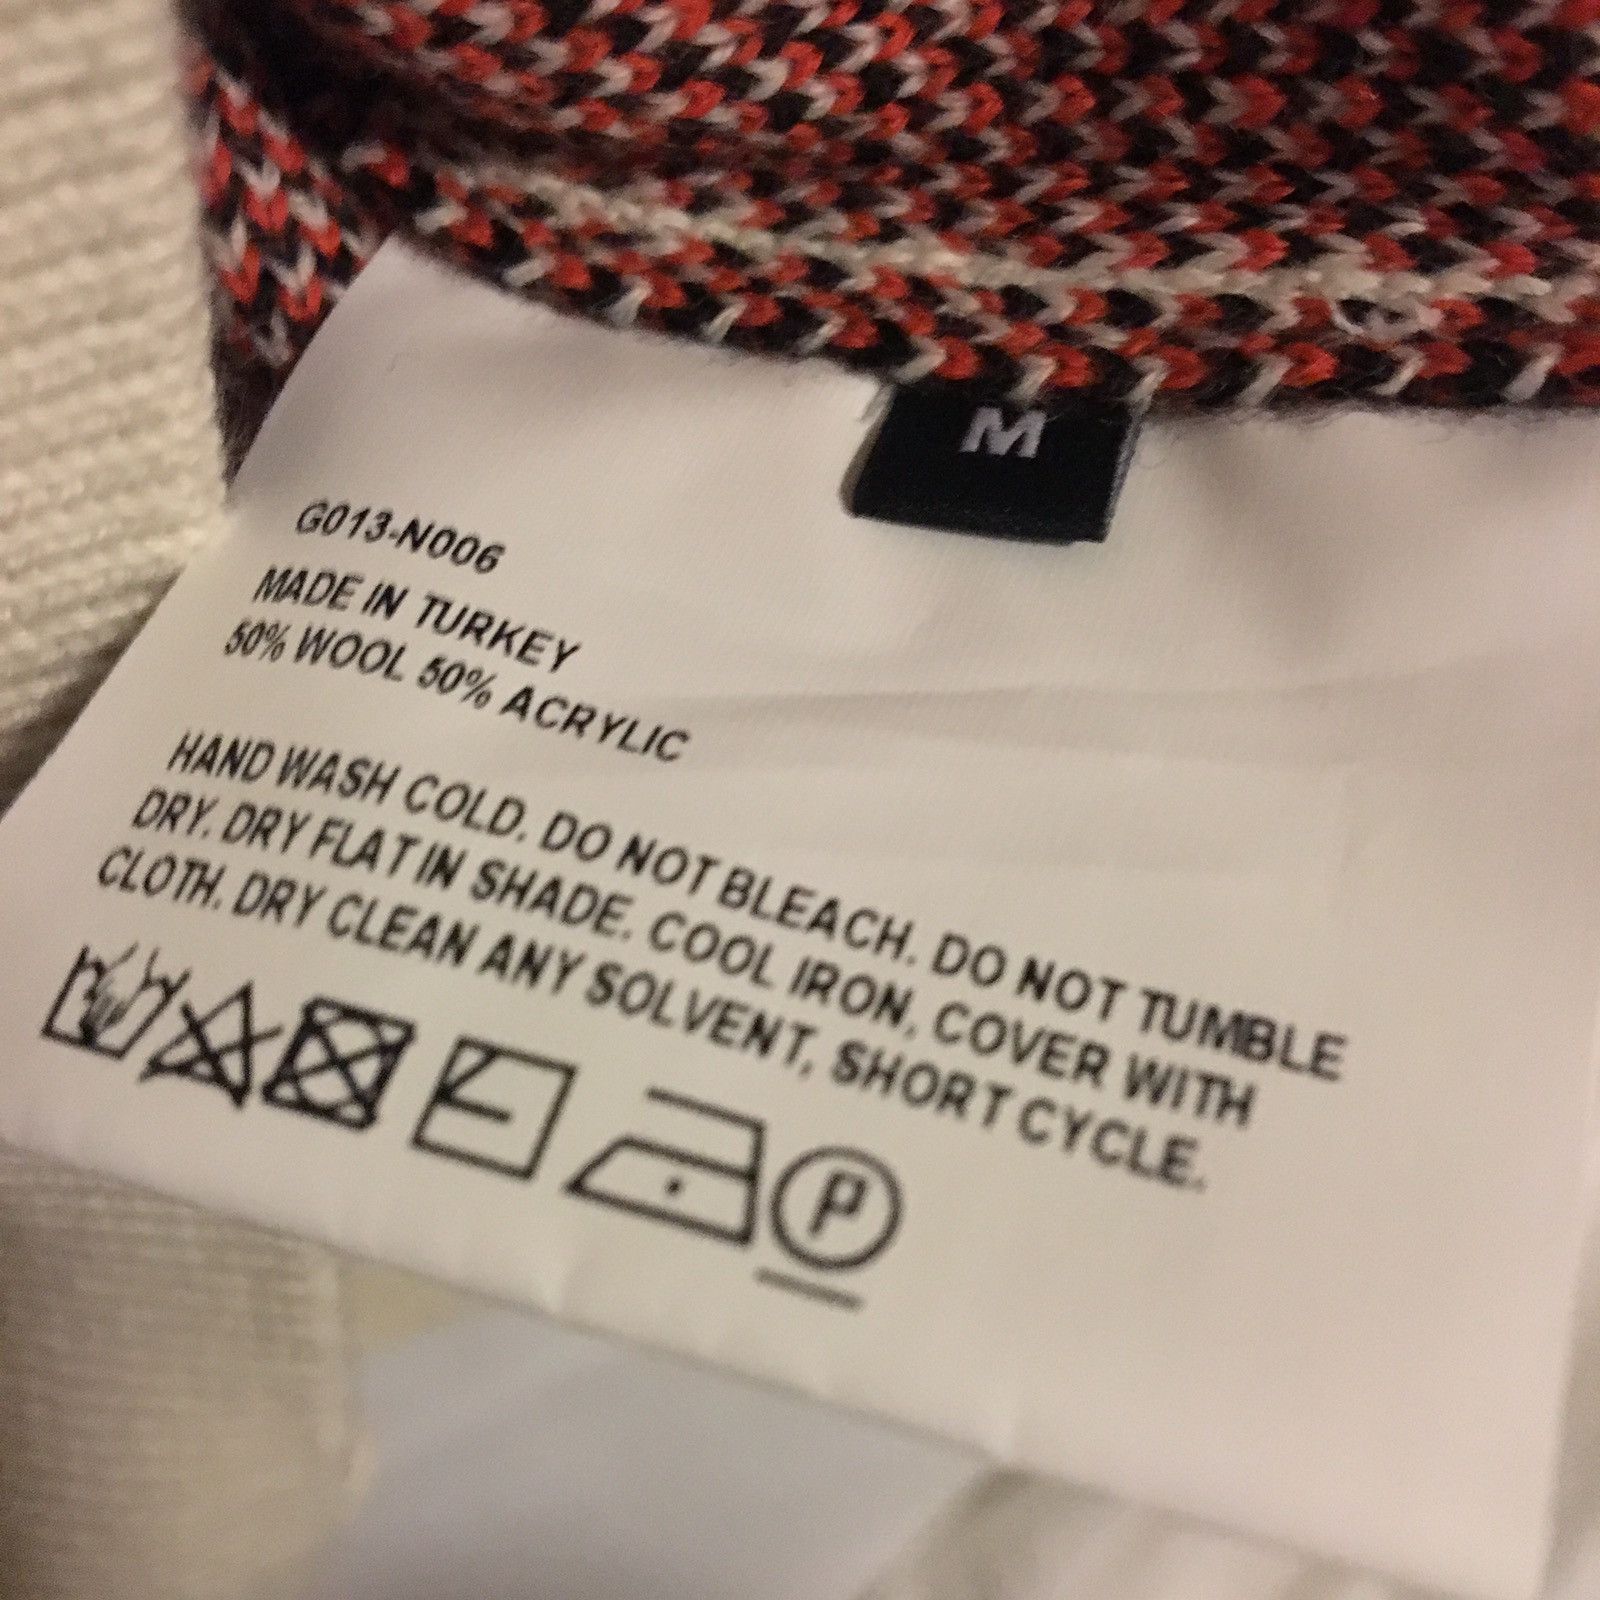 M
G013-N006
MADE IN TURKEY
50% WOOL 50% ACRYLIC
HAND WASH COLD. DO NOT BLEACH. DO NOT TUMBLE
DRY. DRY FLAT IN SHADE. COOL IRON, COVER WITH
CLOTH. DRY CLEAN ANY SOLVENT, SHORT CYCLE.
P